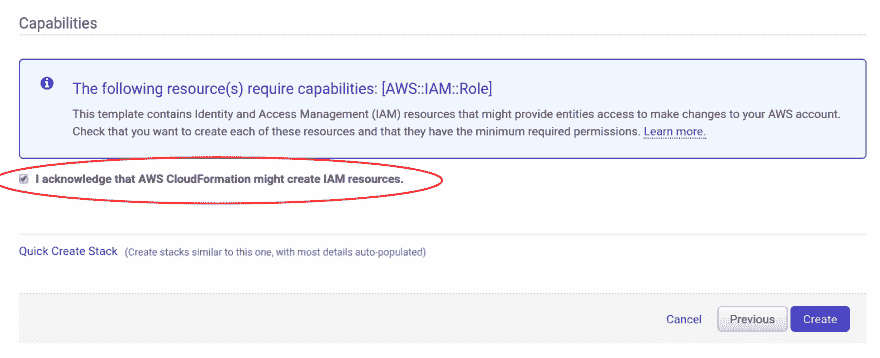 Capabilities
The following resource(s) require capabilities: [AWS::IAM::Role]
This template contains Identity and Access Management (IAM) resources that might provide entities access to make changes to your AWS account.
Check that you want to create each of these resources and that they have the minimum required permissions. Learn more.
I acknowledge that AWS CloudFormation might create IAM resources.
Quick Create Stack (Create stacks similar to this one, with most details auto-populated)
Cancel Previous Create